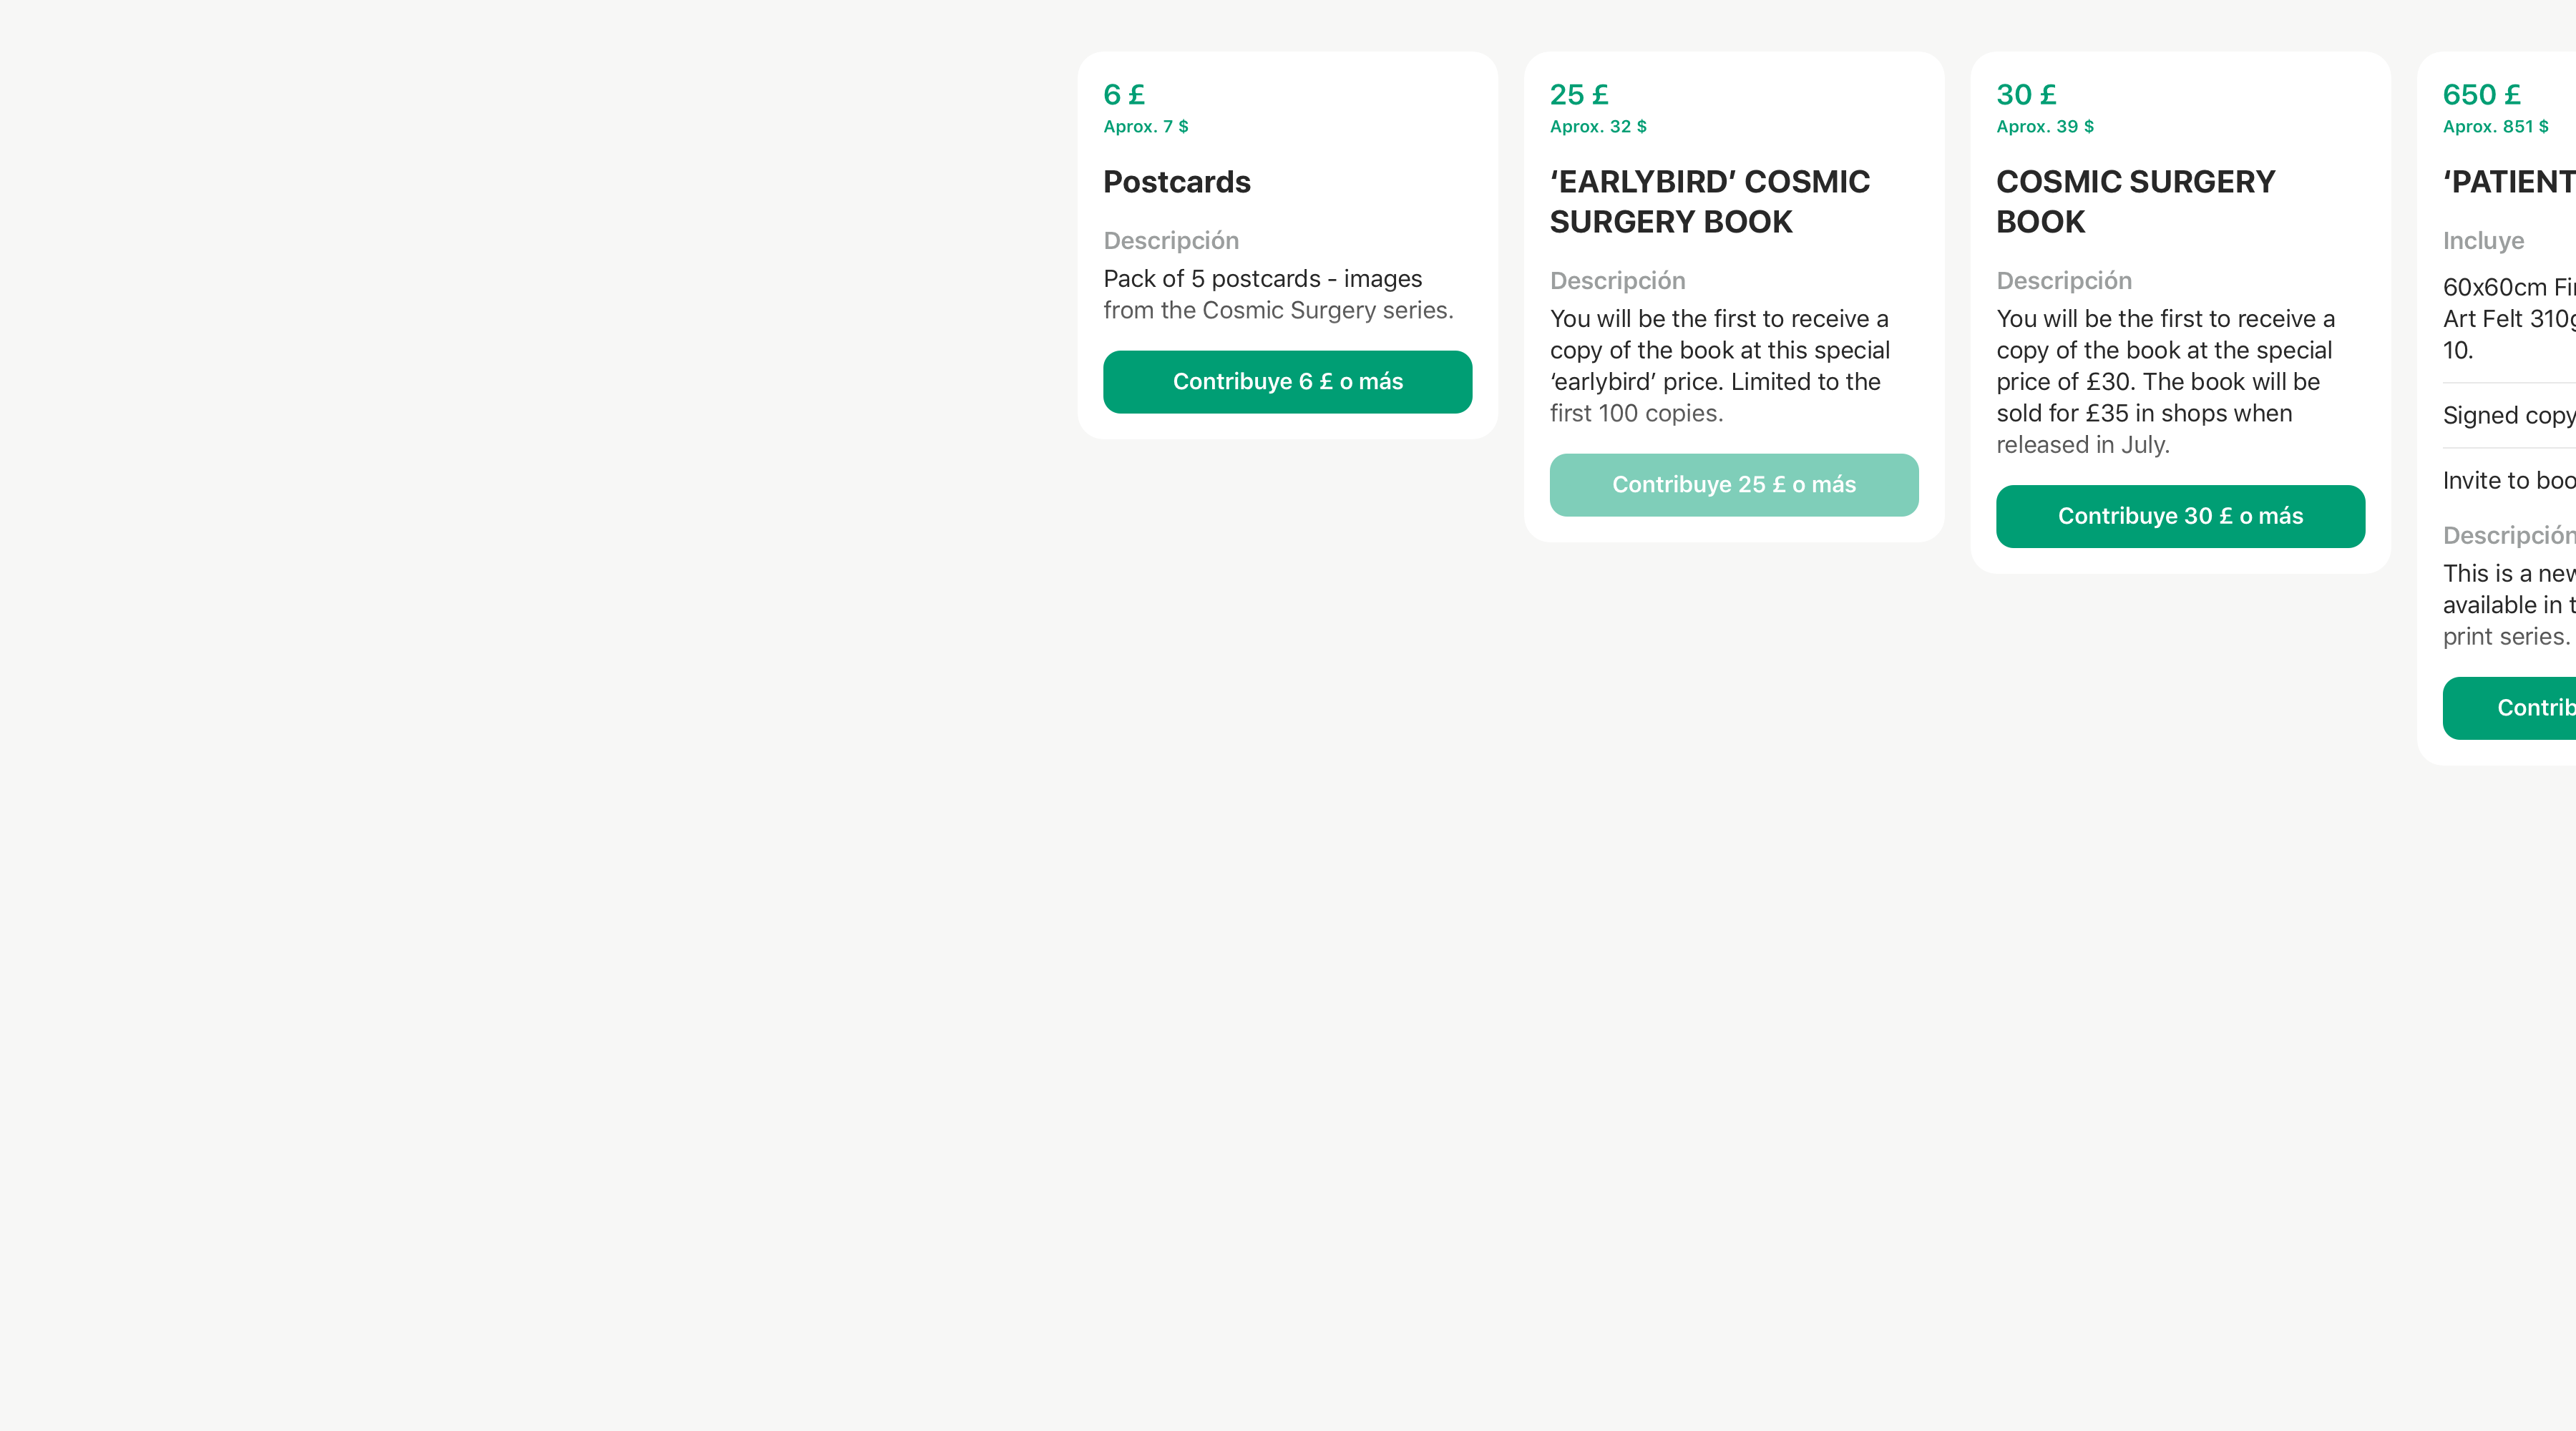 6 £
Aprox. 7 $
Postcards
Descripción
Pack of 5 postcards - images
from the Cosmic Surgery series.
Contribuye 6 £ o más
25 £
Aprox. 32 $
‘EARLYBIRD’ COSMIC
SURGERY BOOK
Descripción
You will be the first to receive a
copy of the book at this special
‘earlybird’ price. Limited to the
first 100 copies.
Contribuye 25 £ o más
30 £
Aprox. 39 $
COSMIC SURGERY
BOOK
Descripción
You will be the first to receive a
copy of the book at the special
price of £30. The book will be
sold for £35 in shops when
released in July.
Contribuye 30 £ o más
650 £
Aprox. 851 $
‘PATIENT
Incluye
60x60cm
Art Felt
10.
Signed copy
Invite to
Descripción
This is a
available in
print series.